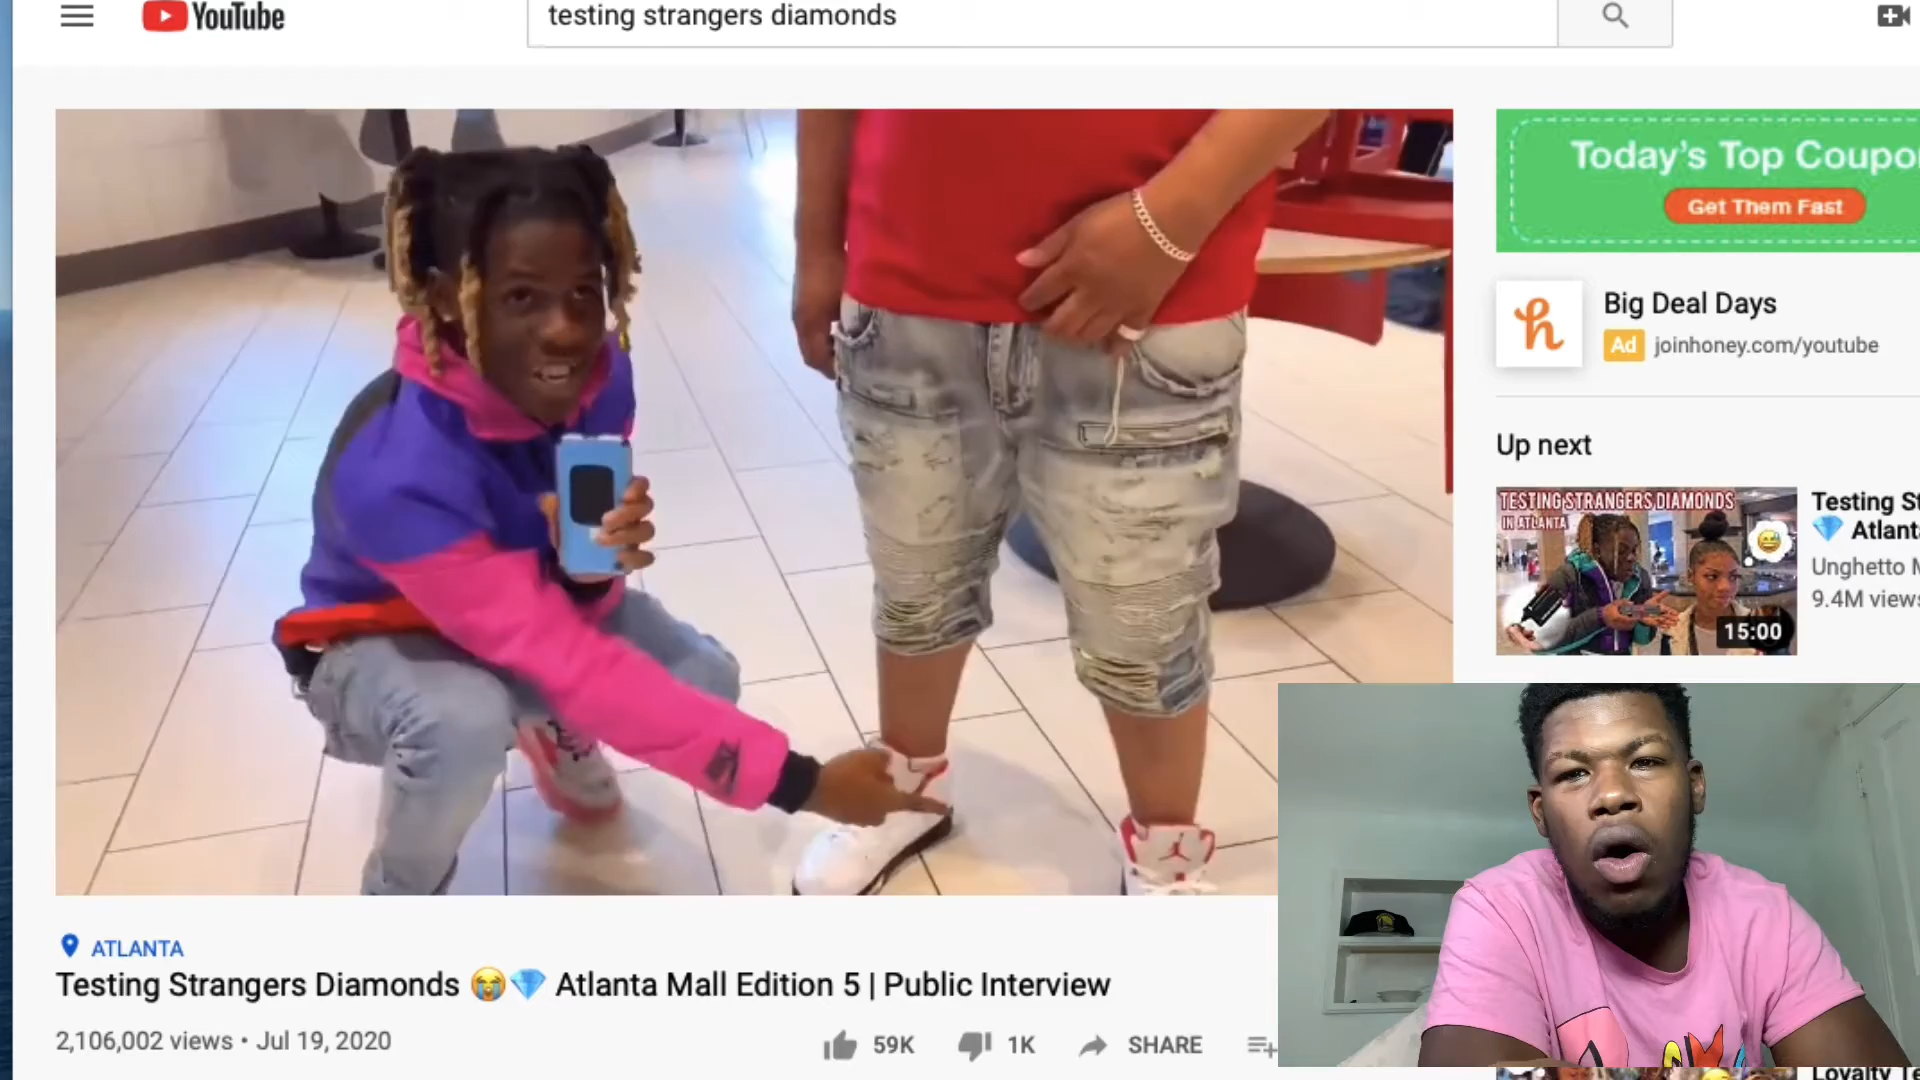 YouTube
testing strangers diamonds
Today's Top Coupo
Get Them Fast
h
Big Deal Days
Ad joinhoney.com/youtube
Up next
TESTING STRANGERS DIAMONDS
IN ATLANTA
15:00
Testing St
💎 Atlant
Unghetto M
9.4M views
ATLANTA
Testing Strangers Diamonds 😭💎 Atlanta Mall Edition 5 | Public Interview
2,106,002 views • Jul 19, 2020
59K
1K
SHARE
Loyalty Te